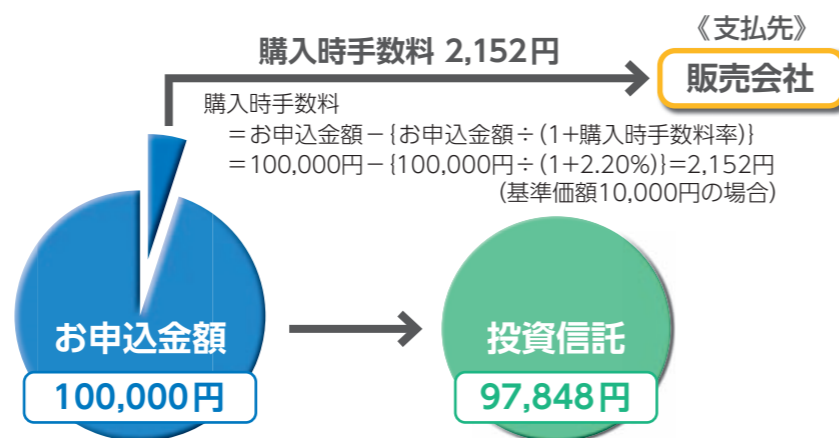 《支払先》
購入時手数料 2,152円
販売会社
購入時手数料
＝お申込金額－{お申込金額÷(1+購入時手数料率)}
＝100,000円－{100,000円÷(1+2.20%)}＝2,152円
(基準価額10,000円の場合)
お申込金額
100,000円
投資信託
97,848円